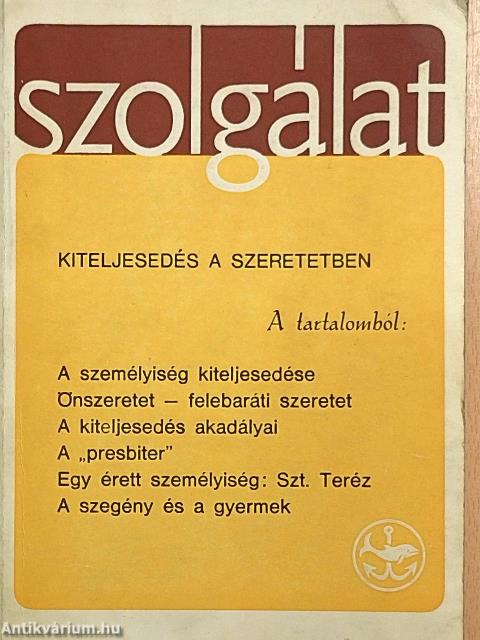 szolgálat
KITELJESEDÉS A SZERETETBEN
A tartalomból:
A személyiség kiteljesedése
Önszeretet — felebaráti szeretet
A kiteljesedés akadályai
A „presbiter”
Egy érett személyiség: Szt. Teréz
A szegény és a gyermek
Antikvárium.hu